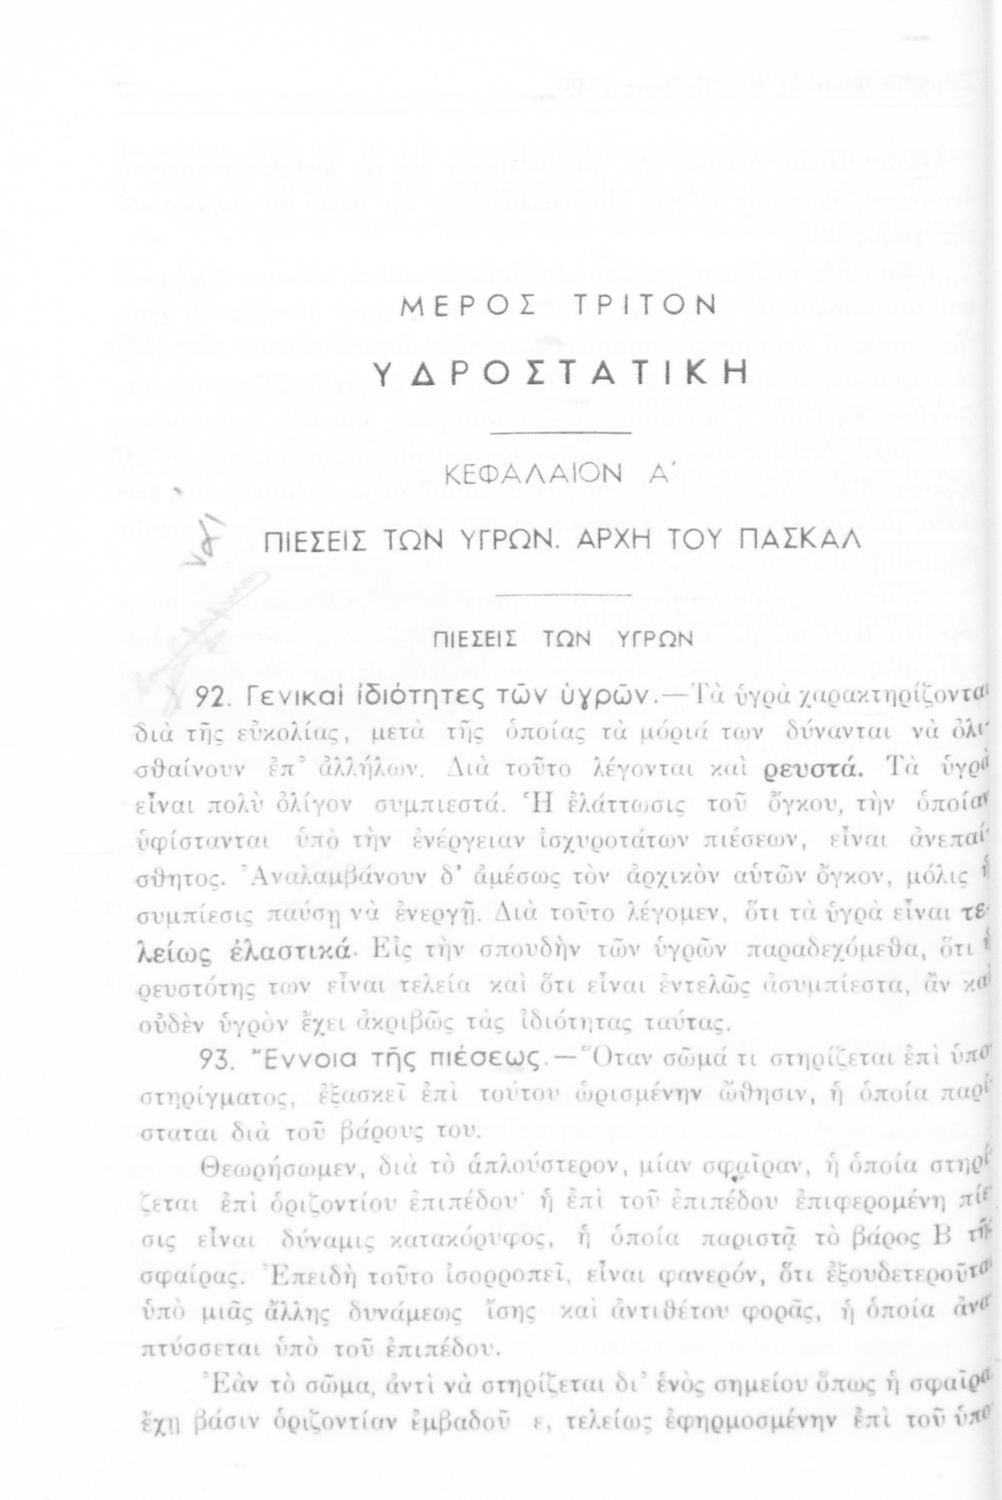 ΜΕΡΟΣ ΤΡΙΤΟΝ
ΥΔΡΟΣΤΑΤΙΚΗ
ΚΕΦΑΛΑΙΟΝ Α΄
ΠΙΕΣΕΙΣ ΤΩΝ ΥΓΡΩΝ. ΑΡΧΗ ΤΟΥ ΠΑΣΚΑΛ
ΠΙΕΣΕΙΣ ΤΩΝ ΥΓΡΩΝ
92. Γενικαὶ ἰδιότητες τῶν ὑγρῶν.—Τὰ ὑγρὰ χαρακτηρίζονται
διὰ τῆς εὐκολίας, μετὰ τῆς ὁποίας τὰ μόριά των δύνανται νὰ ὀλι-
σθαίνουν ἐπ᾽ ἀλλήλων. Διὰ τοῦτο λέγονται καὶ ρευστά. Τὰ ὑγρὰ
εἶναι πολὺ ὀλίγον συμπιεστά. Ἡ ἐλάττωσις τοῦ ὄγκου, τὴν ὁποίαν
ὑφίστανται ὑπὸ τὴν ἐνέργειαν ἰσχυροτάτων πιέσεων, εἶναι ἀνεπαί-
σθητος. Ἀναλαμβάνουν δ᾽ ἀμέσως τὸν ἀρχικὸν αὐτῶν ὄγκον, μόλις ἡ
συμπίεσις παύσῃ νὰ ἐνεργῇ. Διὰ τοῦτο λέγομεν, ὅτι τὰ ὑγρὰ εἶναι τε-
λείως ἐλαστικά. Εἰς τὴν σπουδὴν τῶν ὑγρῶν παραδεχόμεθα, ὅτι ἡ
ρευστότης των εἶναι τελεία καὶ ὅτι εἶναι ἐντελῶς ἀσυμπίεστα, ἂν καὶ
οὐδὲν ὑγρὸν ἔχει ἀκριβῶς τὰς ἰδιότητας ταύτας.
93. Ἔννοια τῆς πιέσεως.—Ὅταν σῶμά τι στηρίζεται ἐπὶ ὑπο-
στηρίγματος, ἐξασκεῖ ἐπὶ τούτου ὡρισμένην ὤθησιν, ἡ ὁποία παρί-
σταται διὰ τοῦ βάρους του.
Θεωρήσωμεν, διὰ τὸ ἁπλούστερον, μίαν σφαῖραν, ἡ ὁποία στηρί-
ζεται ἐπὶ ὁριζοντίου ἐπιπέδου· ἡ ἐπὶ τοῦ ἐπιπέδου ἐπιφερομένη πίε-
σις εἶναι δύναμις κατακόρυφος, ἡ ὁποία παριστᾷ τὸ βάρος Β τῆς
σφαίρας. Ἐπειδὴ τοῦτο ἰσορροπεῖ, εἶναι φανερόν, ὅτι ἐξουδετεροῦται
ὑπὸ μιᾶς ἄλλης δυνάμεως ἴσης καὶ ἀντιθέτου φορᾶς, ἡ ὁποία ἀνα-
πτύσσεται ὑπὸ τοῦ ἐπιπέδου.
Ἐὰν τὸ σῶμα, ἀντὶ νὰ στηρίζεται δι᾽ ἑνὸς σημείου ὅπως ἡ σφαῖρα
ἔχῃ βάσιν ὁριζοντίαν ἐμβαδοῦ ε, τελείως ἐφηρμοσμένην ἐπὶ τοῦ ὑπο-